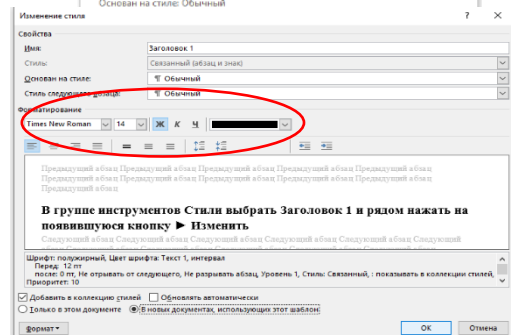 Основан на стиле: Обычный
Изменение стиля ? ×
Свойства
Имя: Заголовок 1
Стиль: Связанный (абзац и знак)
Основан на стиле: ¶ Обычный
Стиль следующего абзаца: ¶ Обычный
Форматирование
Times New Roman 14 Ж К Ч
Предыдущий абзац Предыдущий абзац Предыдущий абзац Предыдущий абзац Предыдущий абзац
Предыдущий абзац Предыдущий абзац Предыдущий абзац Предыдущий абзац Предыдущий абзац
Предыдущий абзац
В группе инструментов Стили выбрать Заголовок 1 и рядом нажать на
появившуюся кнопку ► Изменить
Следующий абзац Следующий абзац Следующий абзац Следующий абзац Следующий абзац
Шрифт: полужирный, Цвет шрифта: Текст 1, интервал
Перед: 12 пт
после: 0 пт, Не отрывать от следующего, Не разрывать абзац, Уровень 1, Стиль: Связанный, : показывать в коллекции стилей,
Приоритет: 10
Добавить в коллекцию стилей Обновлять автоматически
Только в этом документе В новых документах, использующих этот шаблон
Формат ОК Отмена